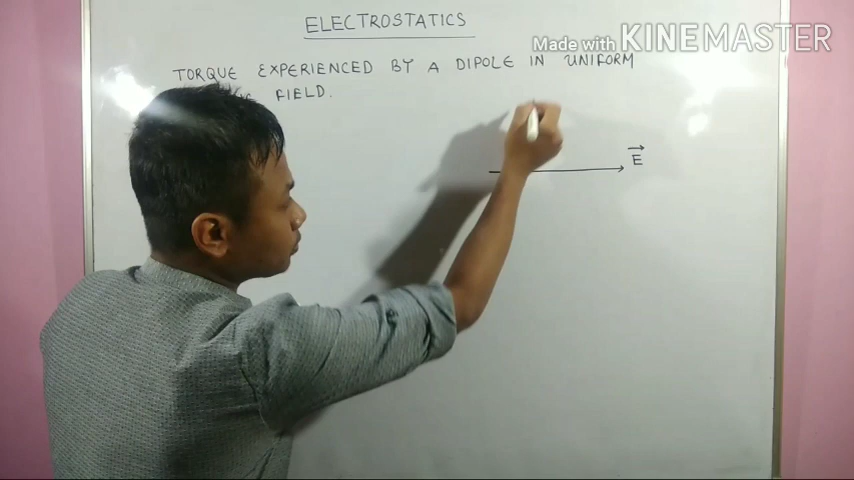 ELECTROSTATICS
Made with KINEMASTER
TORQUE EXPERIENCED BY A DIPOLE IN UNIFORM
FIELD.
E